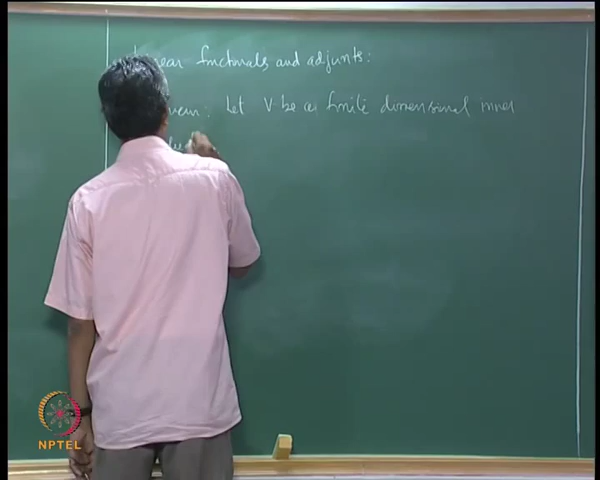 functionals and adjoints:
Let V be a finite dimensional inner
NPTEL